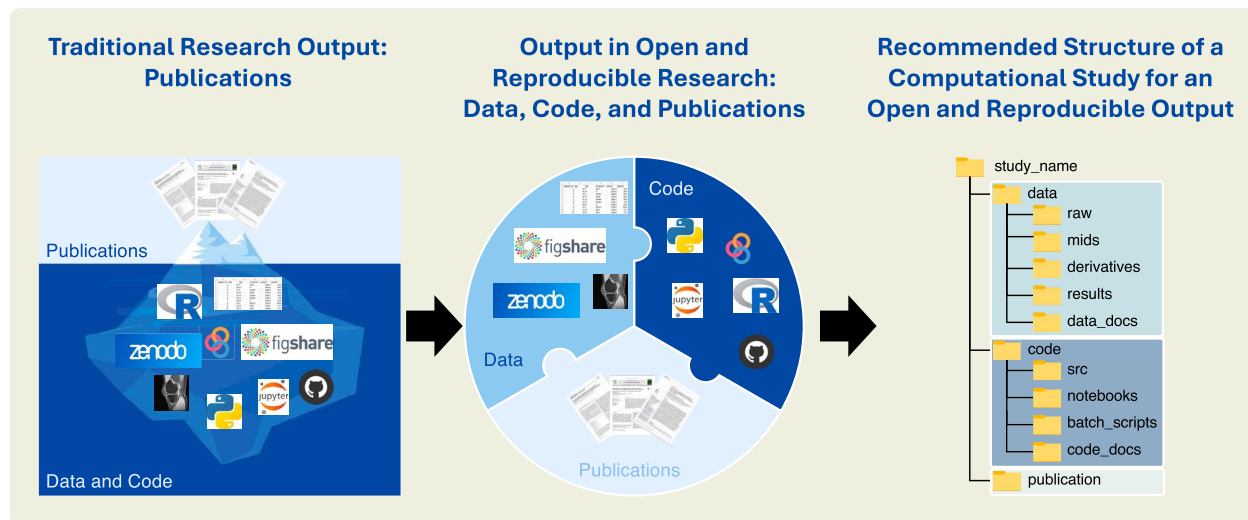 Traditional Research Output:
Publications
Publications
R
zenodo
figshare
jupyter
Data and Code
Output in Open and
Reproducible Research:
Data, Code, and Publications
Code
figshare
zenodo
jupyter
R
Data
Publications
Recommended Structure of a
Computational Study for an
Open and Reproducible Output
study_name
data
raw
mids
derivatives
results
data_docs
code
src
notebooks
batch_scripts
code_docs
publication